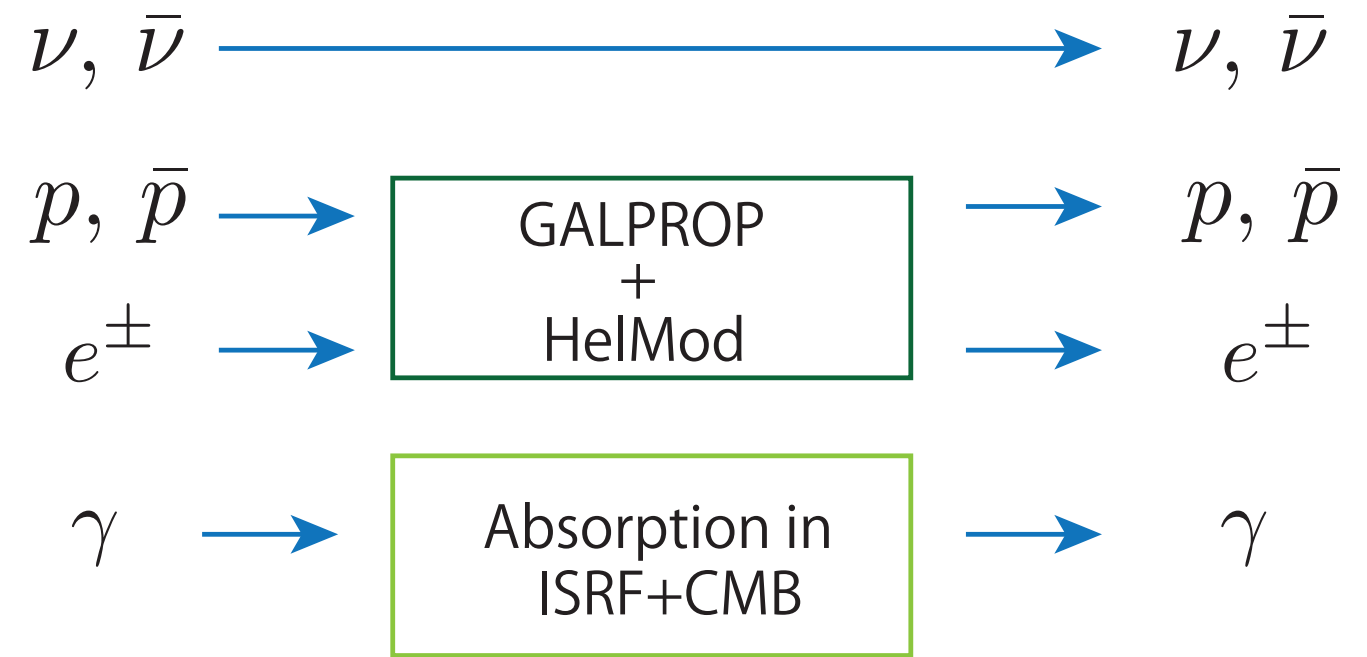 ν, ν̄ ν, ν̄
p, p̄ GALPROP p, p̄
+
e± HelMod e±
γ Absorption in γ
ISRF+CMB